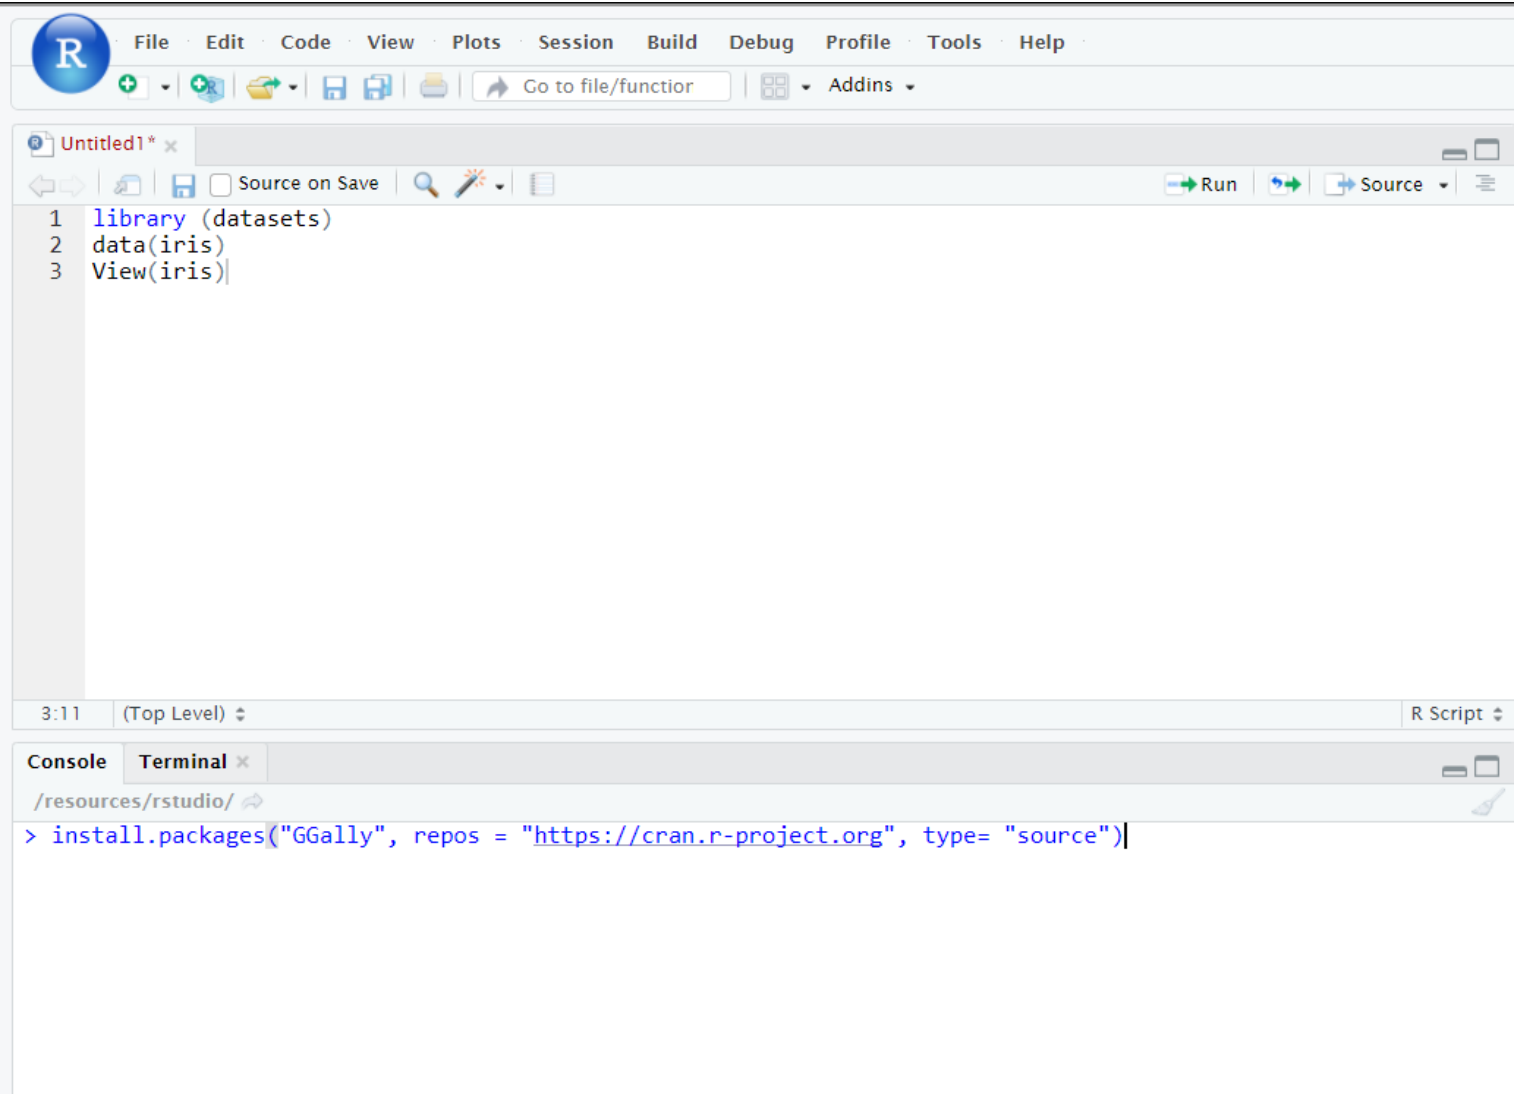 R File Edit Code View Plots Session Build Debug Profile Tools Help
R Go to file/functior Addins
R Untitled1*
Source on Save Run Source
1 library (datasets)
2 data(iris)
3 View(iris)
3:11 (Top Level) R Script
Console Terminal
/resources/rstudio/
> install.packages("GGally", repos = "https://cran.r-project.org", type= "source")